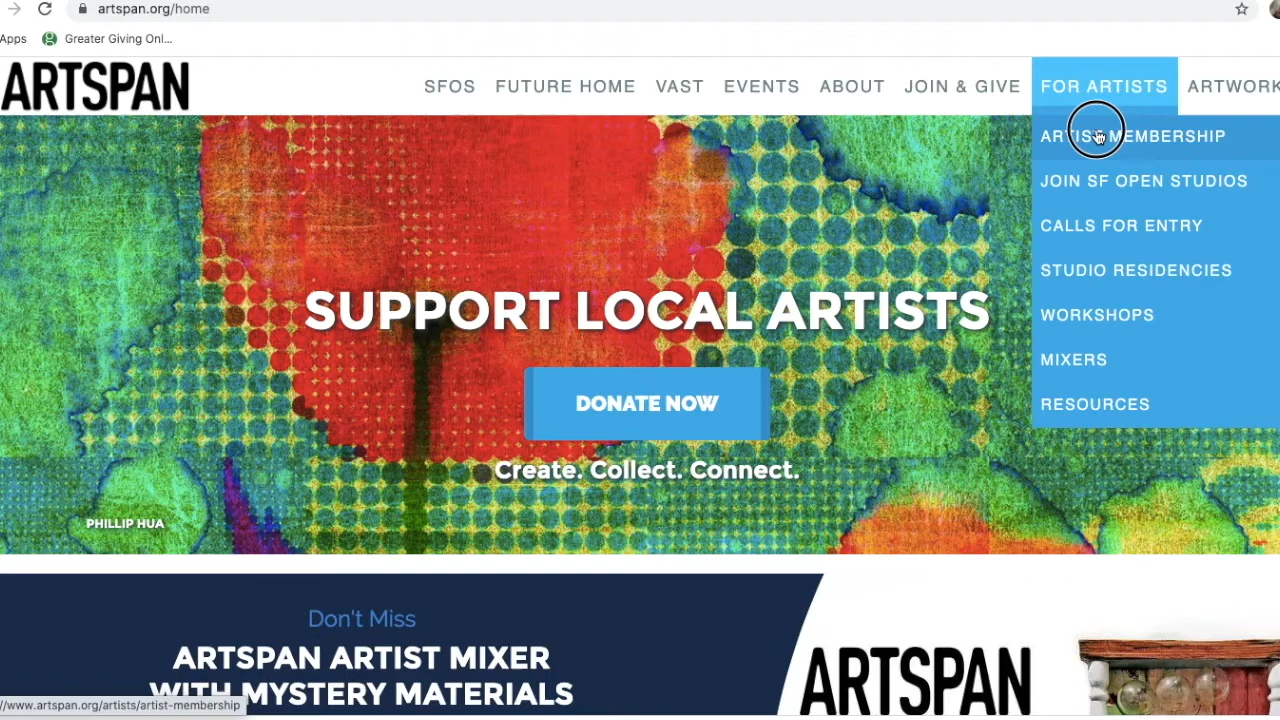 artspan.org/home
Apps Greater Giving Onl...
ARTSPAN SFOS FUTURE HOME VAST EVENTS ABOUT JOIN & GIVE FOR ARTISTS ARTWORK
ARTIST MEMBERSHIP
JOIN SF OPEN STUDIOS
CALLS FOR ENTRY
STUDIO RESIDENCIES
WORKSHOPS
MIXERS
RESOURCES
SUPPORT LOCAL ARTISTS
DONATE NOW
Create. Collect. Connect.
PHILLIP HUA
Don't Miss
ARTSPAN ARTIST MIXER
WITH MYSTERY MATERIALS
ARTSPAN
//www.artspan.org/artists/artist-membership